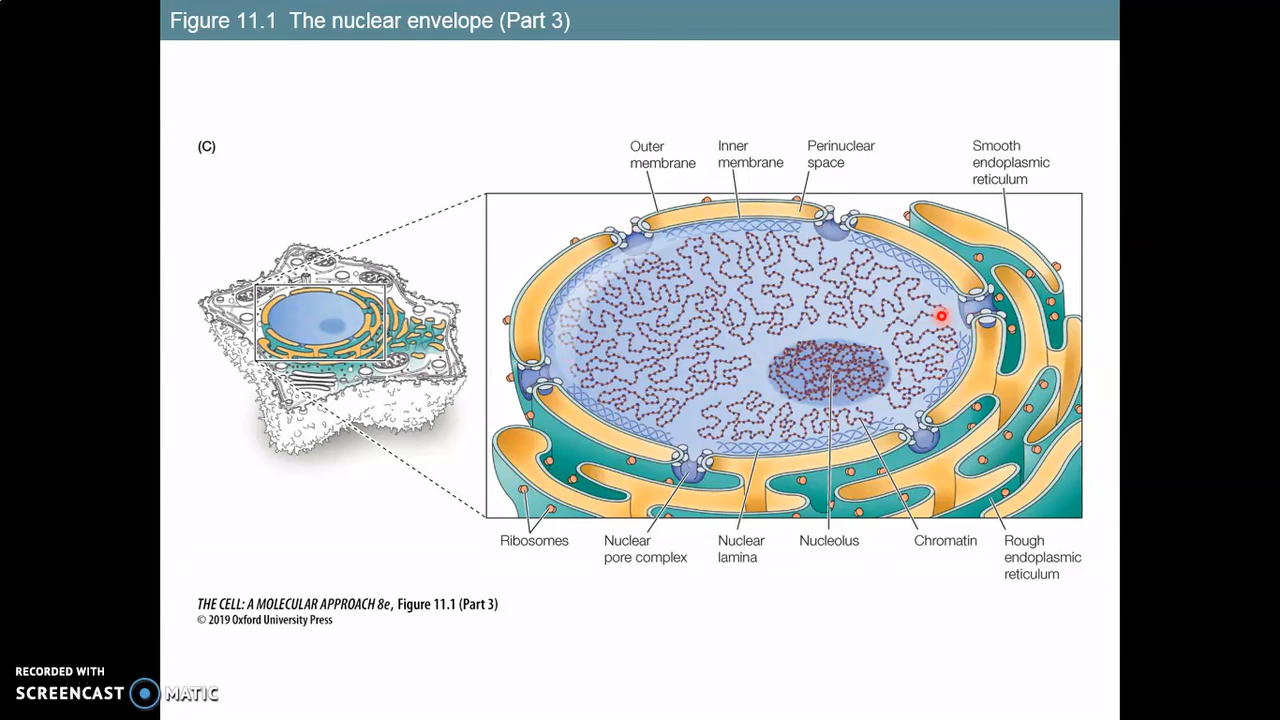 Figure 11.1 The nuclear envelope (Part 3)
(C)
Outer
membrane
Inner
membrane
Perinuclear
space
Smooth
endoplasmic
reticulum
Ribosomes
Nuclear
pore complex
Nuclear
lamina
Nucleolus
Chromatin
Rough
endoplasmic
reticulum
THE CELL: A MOLECULAR APPROACH 8e, Figure 11.1 (Part 3)
© 2019 Oxford University Press
RECORDED WITH
SCREENCAST MATIC